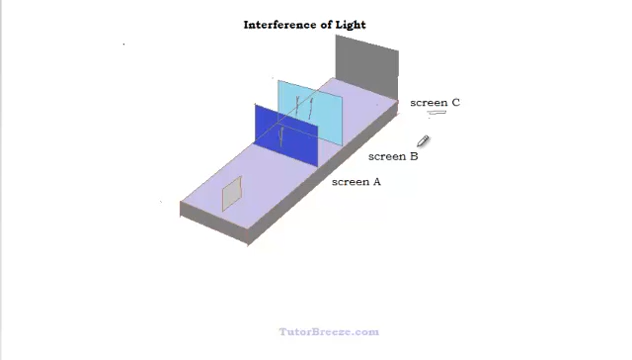 Interference of Light
screen C
screen B
screen A
TutorBreeze.com